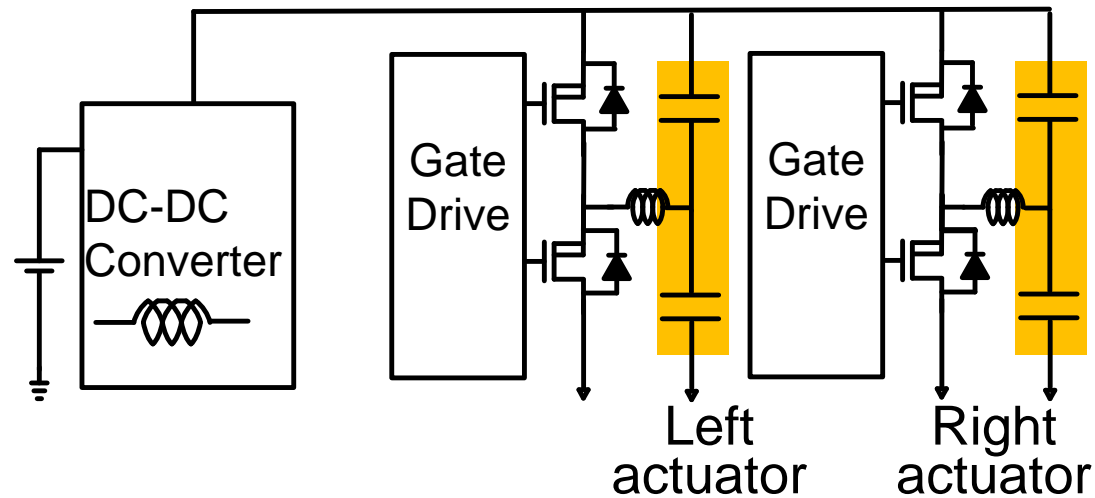 DC-DC
Converter
Gate
Drive
Gate
Drive
Left
actuator
Right
actuator